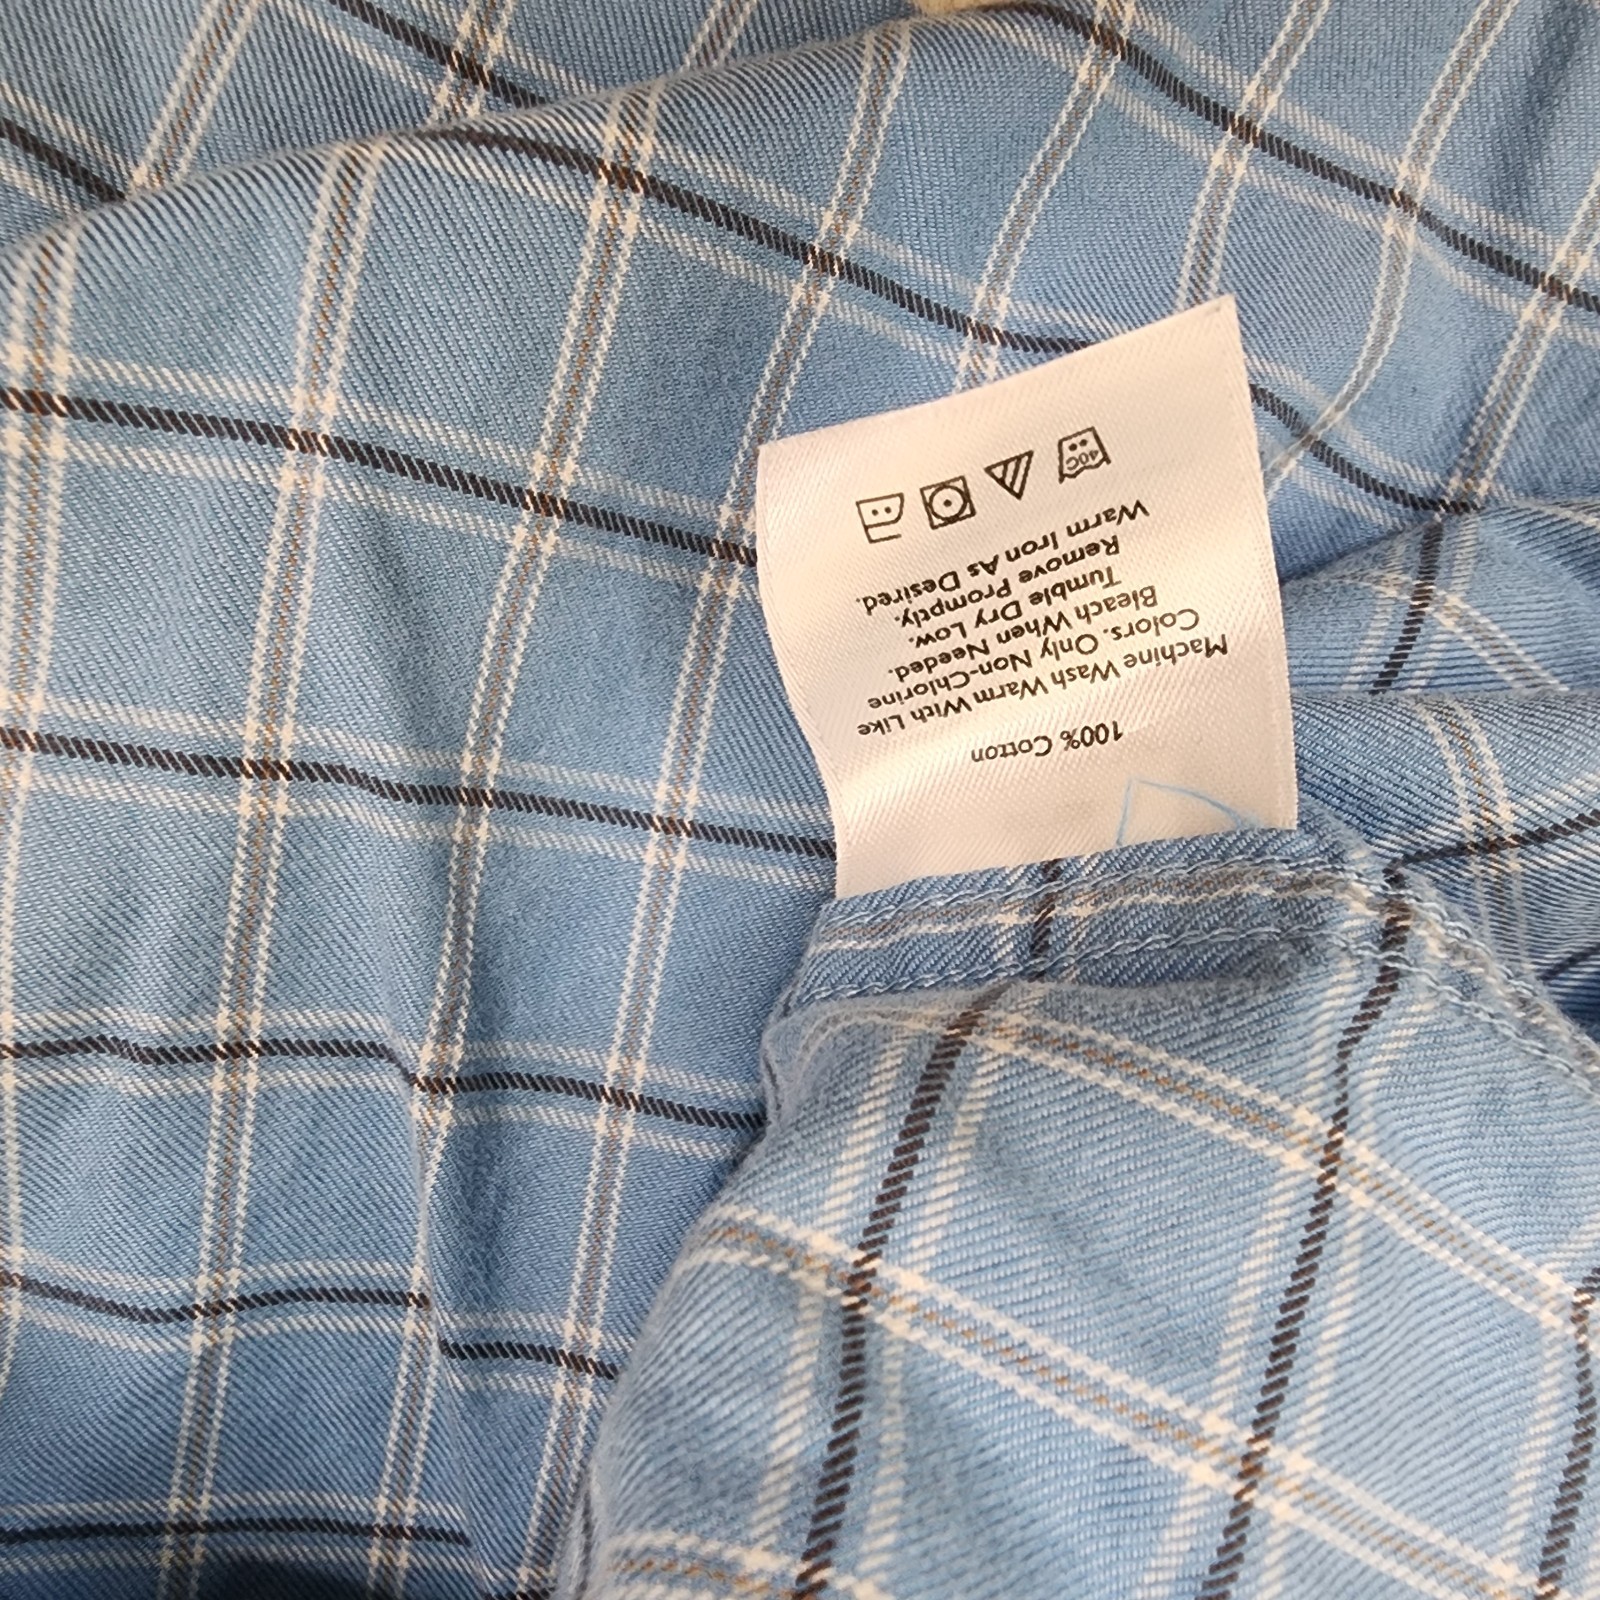 100% Cotton
Machine Wash Warm With Like
Colors. Only Non-Chlorine
Bleach When Needed.
Tumble Dry Low.
Remove Promptly.
Warm Iron As Desired.
40C